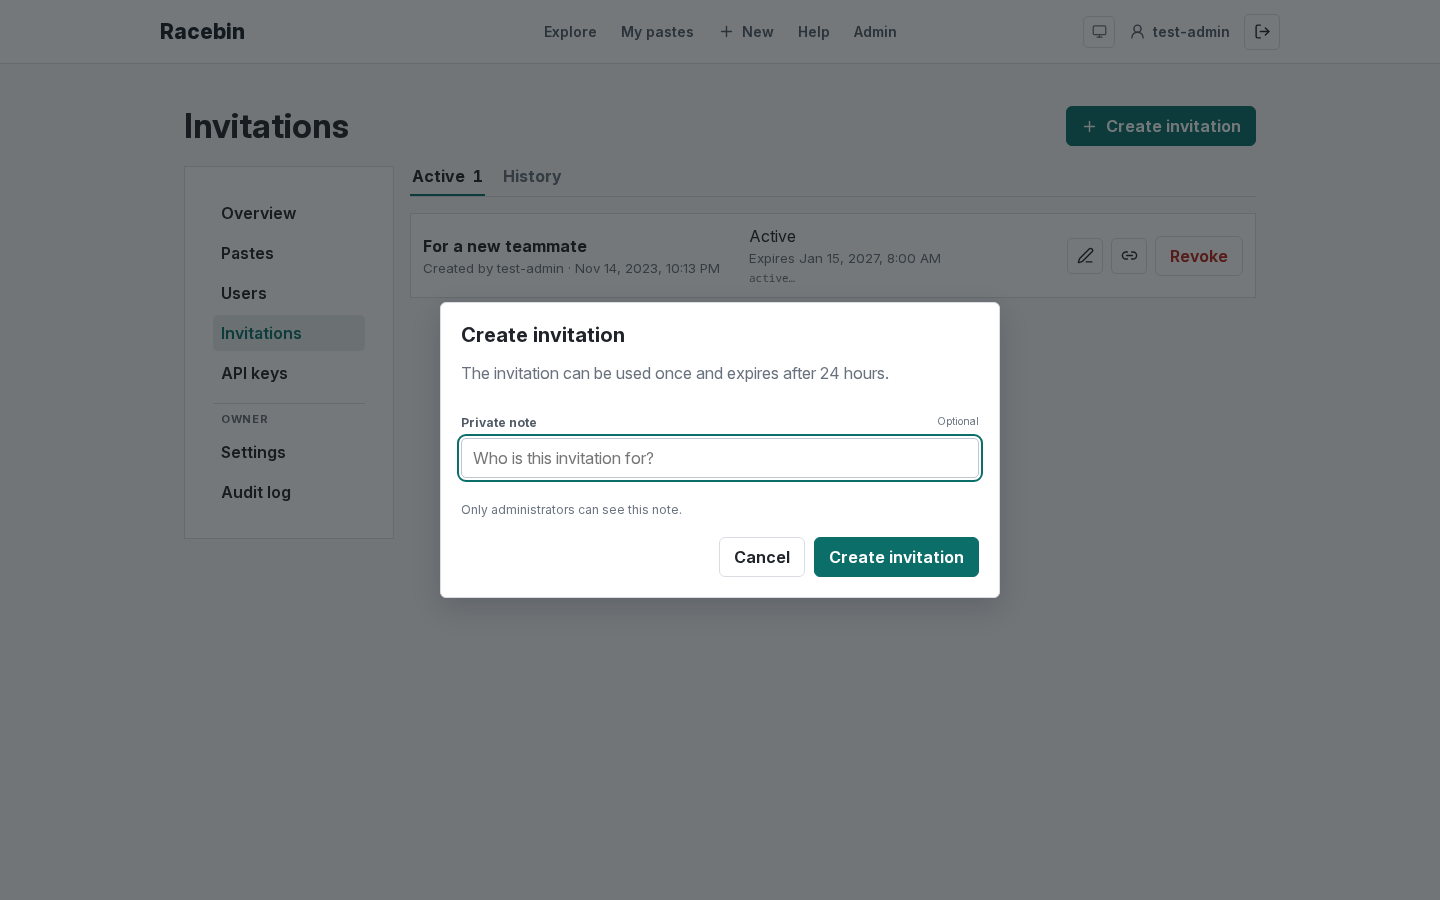 Racebin
Explore
My pastes
New
Help
Admin
test-admin
Invitations
Create invitation
Overview
Pastes
Users
Invitations
API keys
OWNER
Settings
Audit log
Active 1
History
For a new teammate
Created by test-admin · Nov 14, 2023, 10:13 PM
Active
Expires Jan 15, 2027, 8:00 AM
active…
Revoke
Create invitation
The invitation can be used once and expires after 24 hours.
Private note
Optional
Who is this invitation for?
Only administrators can see this note.
Cancel
Create invitation